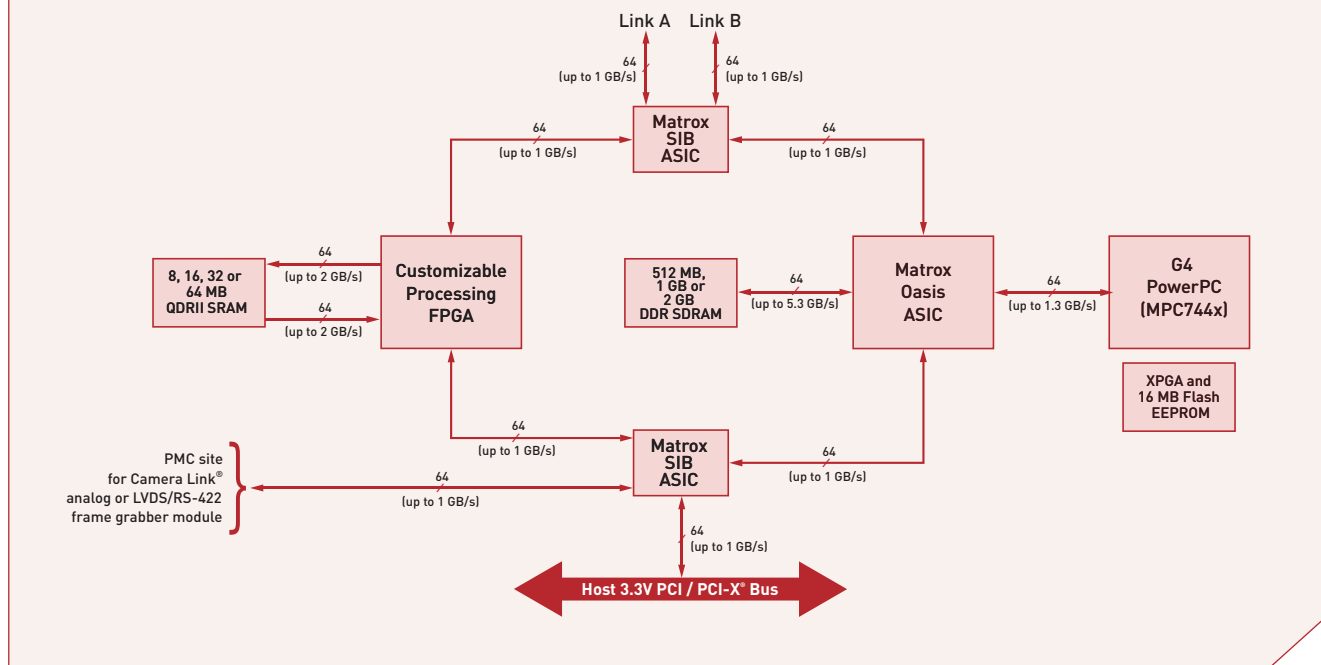 Link A Link B
64
(up to 1 GB/s)
64
(up to 1 GB/s)
Matrox
SIB
ASIC
64
(up to 1 GB/s)
64
(up to 1 GB/s)
8, 16, 32 or
64 MB
QDRII SRAM
64
(up to 2 GB/s)
64
(up to 2 GB/s)
Customizable
Processing
FPGA
512 MB,
1 GB or
2 GB
DDR SDRAM
64
(up to 5.3 GB/s)
Matrox
Oasis
ASIC
64
(up to 1.3 GB/s)
G4
PowerPC
(MPC744x)
XPGA and
16 MB Flash
EEPROM
64
(up to 1 GB/s)
Matrox
SIB
ASIC
64
(up to 1 GB/s)
PMC site
for Camera Link®
analog or LVDS/RS-422
frame grabber module
64
(up to 1 GB/s)
64
(up to 1 GB/s)
Host 3.3V PCI / PCI-X® Bus